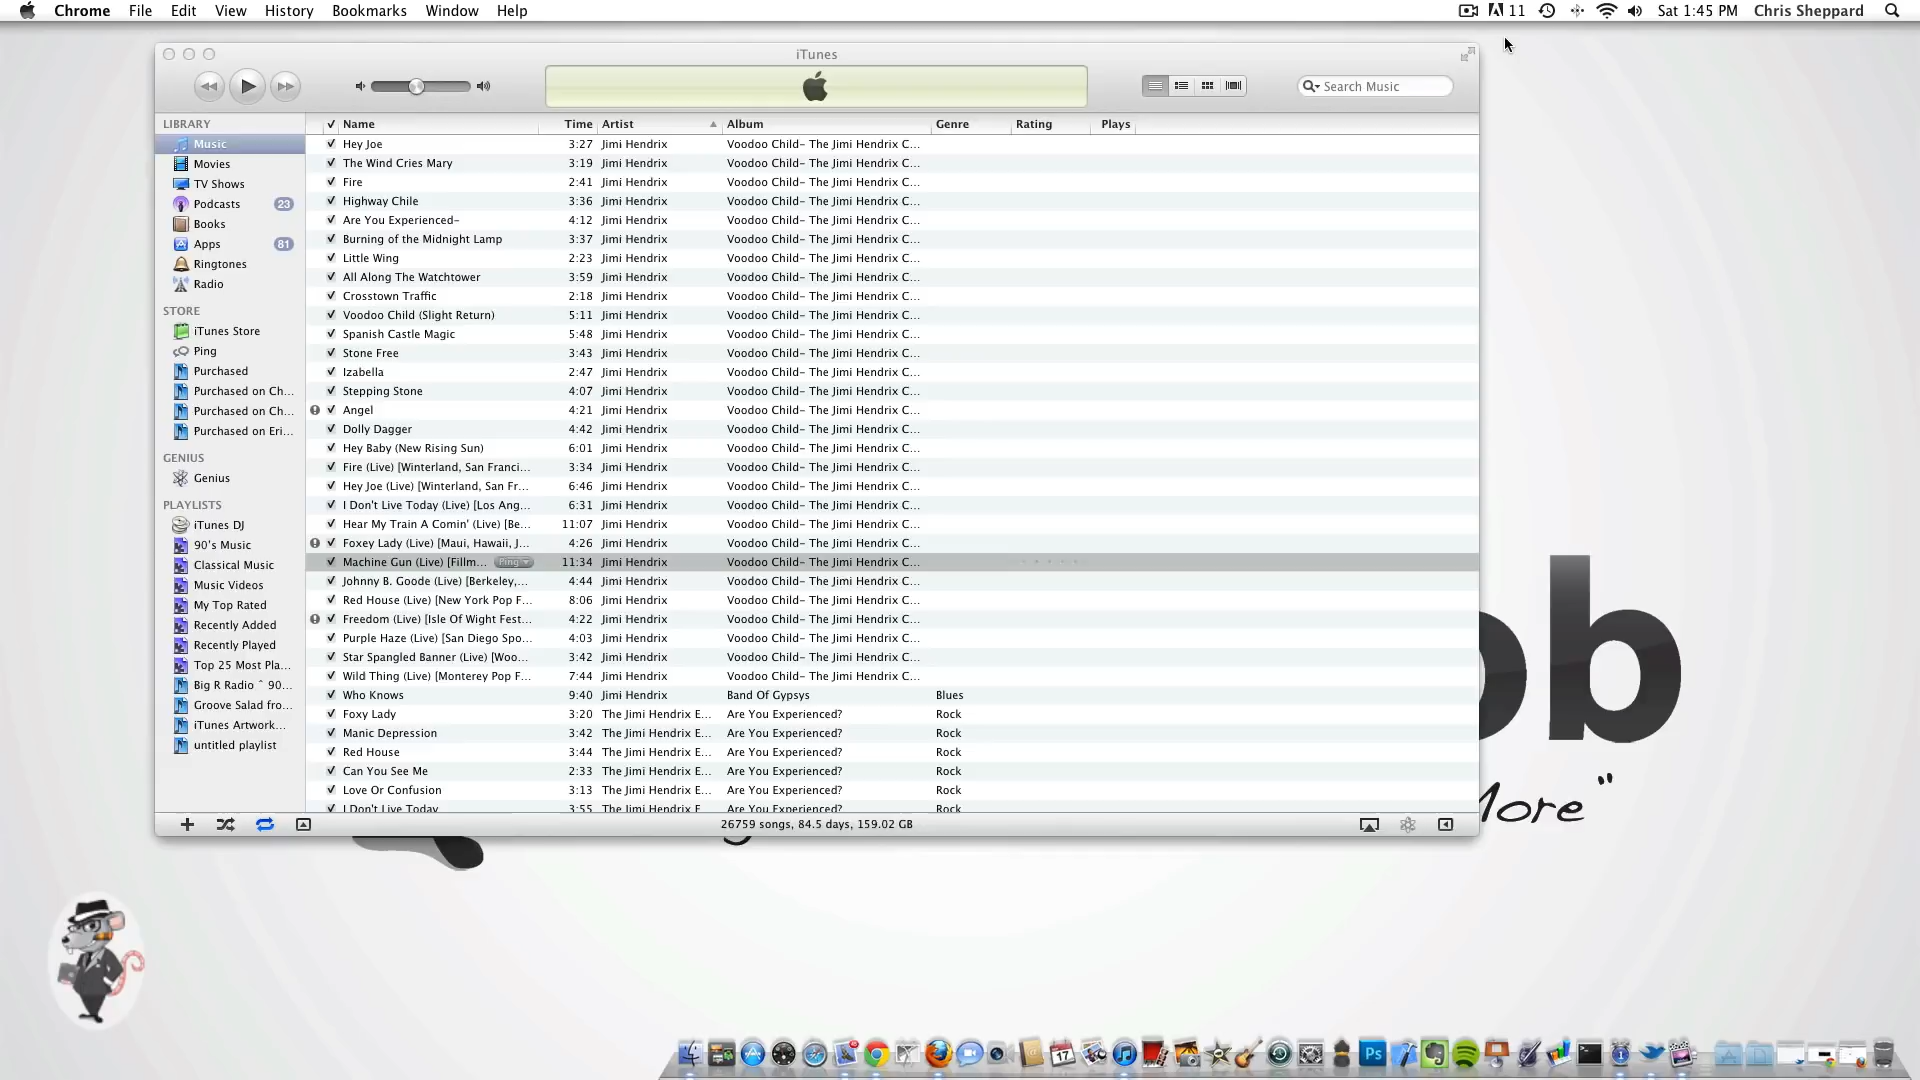 Chrome File Edit View History Bookmarks Window Help 11 Sat 1:45 PM Chris Sheppard
iTunes
Search Music
LIBRARY
Music
Movies
TV Shows
Podcasts 23
Books
Apps 81
Ringtones
Radio
STORE
iTunes Store
Ping
Purchased
Purchased on Ch...
Purchased on Ch...
Purchased on Eri...
GENIUS
Genius
PLAYLISTS
iTunes DJ
90's Music
Classical Music
Music Videos
My Top Rated
Recently Added
Recently Played
Top 25 Most Pla...
Big R Radio ˆ 90...
Groove Salad fro...
iTunes Artwork...
untitled playlist
Name Time Artist Album Genre Rating Plays
Hey Joe 3:27 Jimi Hendrix Voodoo Child- The Jimi Hendrix C...
The Wind Cries Mary 3:19 Jimi Hendrix Voodoo Child- The Jimi Hendrix C...
Fire 2:41 Jimi Hendrix Voodoo Child- The Jimi Hendrix C...
Highway Chile 3:36 Jimi Hendrix Voodoo Child- The Jimi Hendrix C...
Are You Experienced- 4:12 Jimi Hendrix Voodoo Child- The Jimi Hendrix C...
Burning of the Midnight Lamp 3:37 Jimi Hendrix Voodoo Child- The Jimi Hendrix C...
Little Wing 2:23 Jimi Hendrix Voodoo Child- The Jimi Hendrix C...
All Along The Watchtower 3:59 Jimi Hendrix Voodoo Child- The Jimi Hendrix C...
Crosstown Traffic 2:18 Jimi Hendrix Voodoo Child- The Jimi Hendrix C...
Voodoo Child (Slight Return) 5:11 Jimi Hendrix Voodoo Child- The Jimi Hendrix C...
Spanish Castle Magic 5:48 Jimi Hendrix Voodoo Child- The Jimi Hendrix C...
Stone Free 3:43 Jimi Hendrix Voodoo Child- The Jimi Hendrix C...
Izabella 2:47 Jimi Hendrix Voodoo Child- The Jimi Hendrix C...
Stepping Stone 4:07 Jimi Hendrix Voodoo Child- The Jimi Hendrix C...
Angel 4:21 Jimi Hendrix Voodoo Child- The Jimi Hendrix C...
Dolly Dagger 4:42 Jimi Hendrix Voodoo Child- The Jimi Hendrix C...
Hey Baby (New Rising Sun) 6:01 Jimi Hendrix Voodoo Child- The Jimi Hendrix C...
Fire (Live) [Winterland, San Franci... 3:34 Jimi Hendrix Voodoo Child- The Jimi Hendrix C...
Hey Joe (Live) [Winterland, San Fr... 6:46 Jimi Hendrix Voodoo Child- The Jimi Hendrix C...
I Don't Live Today (Live) [Los Ang... 6:31 Jimi Hendrix Voodoo Child- The Jimi Hendrix C...
Hear My Train A Comin' (Live) [Be... 11:07 Jimi Hendrix Voodoo Child- The Jimi Hendrix C...
Foxey Lady (Live) [Maui, Hawaii, J... 4:26 Jimi Hendrix Voodoo Child- The Jimi Hendrix C...
Machine Gun (Live) [Fillm... Ping 11:34 Jimi Hendrix Voodoo Child- The Jimi Hendrix C...
Johnny B. Goode (Live) [Berkeley,... 4:44 Jimi Hendrix Voodoo Child- The Jimi Hendrix C...
Red House (Live) [New York Pop F... 8:06 Jimi Hendrix Voodoo Child- The Jimi Hendrix C...
Freedom (Live) [Isle Of Wight Fest... 4:22 Jimi Hendrix Voodoo Child- The Jimi Hendrix C...
Purple Haze (Live) [San Diego Spo... 4:03 Jimi Hendrix Voodoo Child- The Jimi Hendrix C...
Star Spangled Banner (Live) [Woo... 3:42 Jimi Hendrix Voodoo Child- The Jimi Hendrix C...
Wild Thing (Live) [Monterey Pop F... 7:44 Jimi Hendrix Voodoo Child- The Jimi Hendrix C...
Who Knows 9:40 Jimi Hendrix Band Of Gypsys Blues
Foxy Lady 3:20 The Jimi Hendrix E... Are You Experienced? Rock
Manic Depression 3:42 The Jimi Hendrix E... Are You Experienced? Rock
Red House 3:44 The Jimi Hendrix E... Are You Experienced? Rock
Can You See Me 2:33 The Jimi Hendrix E... Are You Experienced? Rock
Love Or Confusion 3:13 The Jimi Hendrix E... Are You Experienced? Rock
I Don't Live Today 3:55 The Jimi Hendrix E Are You Experienced? Rock
26759 songs, 84.5 days, 159.02 GB
ob
More"
17
Ps